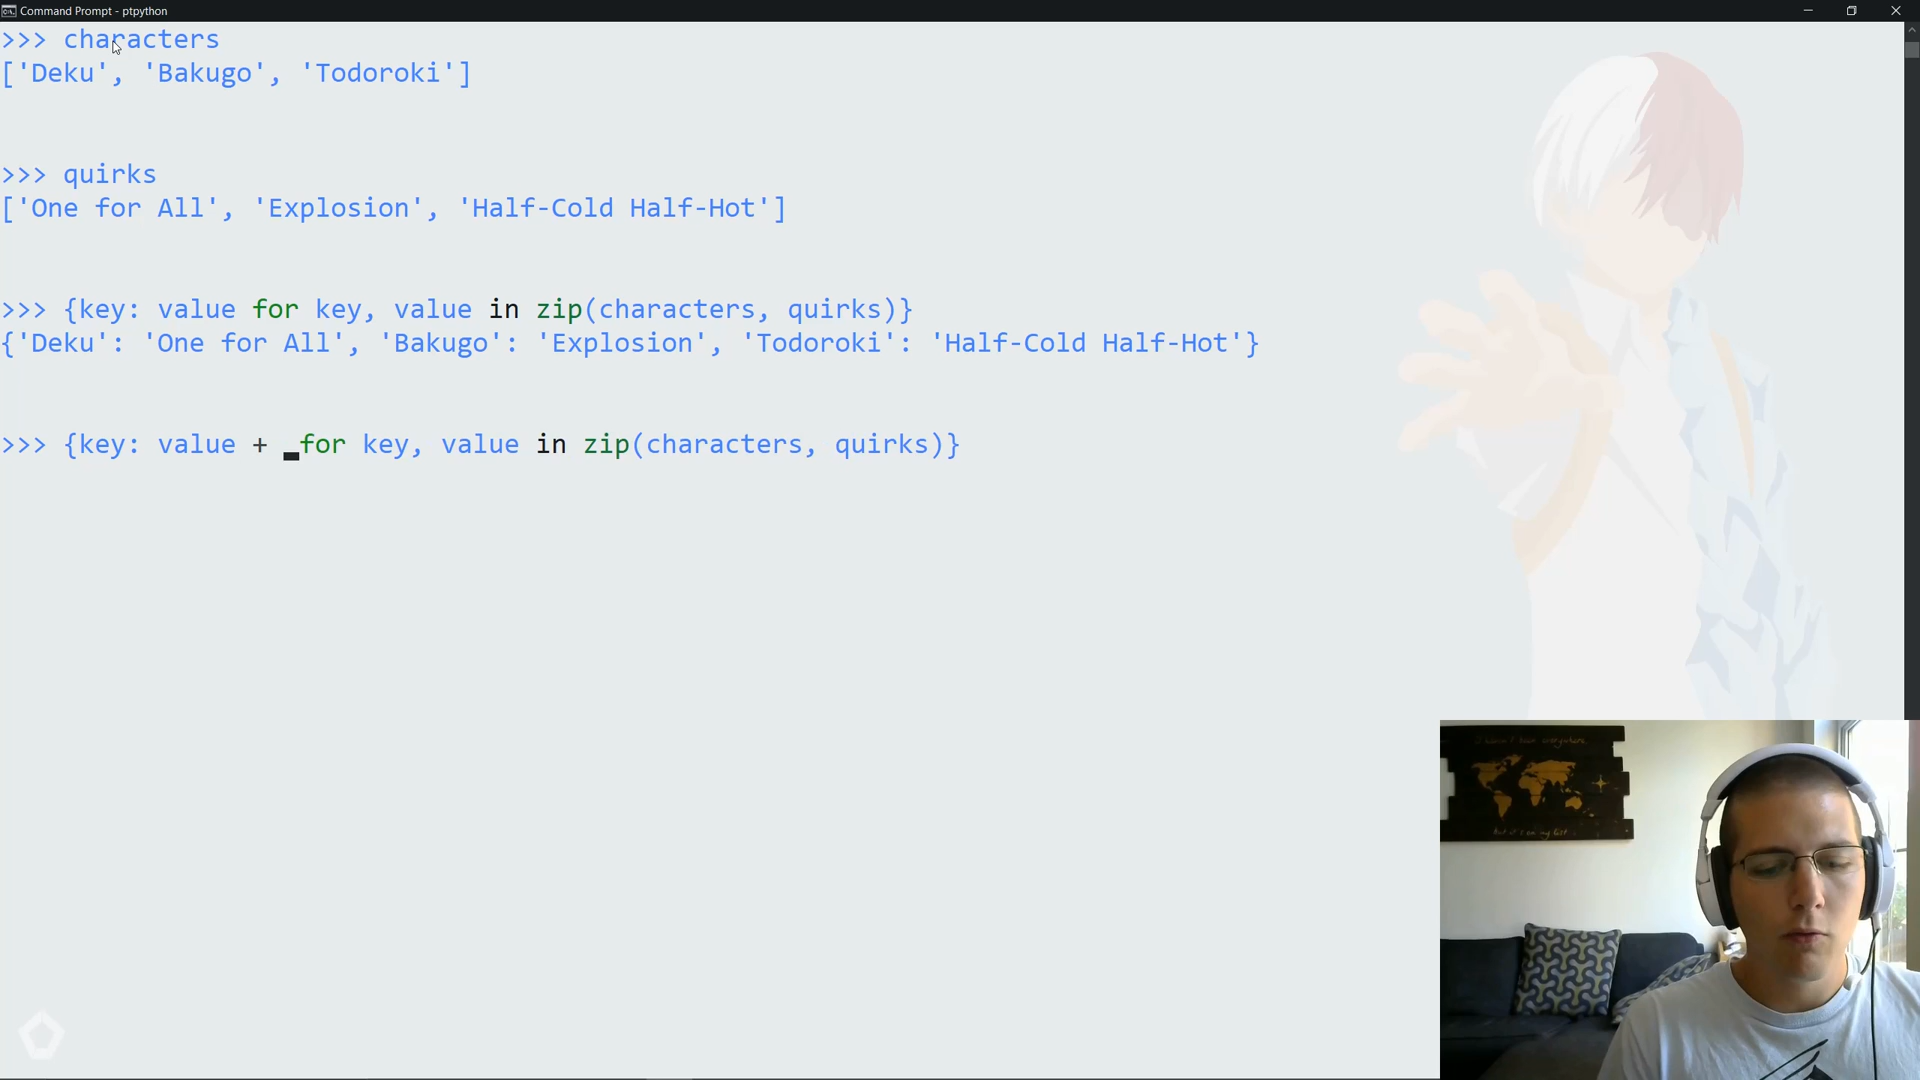 Command Prompt - ptpython
>>> characters
['Deku', 'Bakugo', 'Todoroki']
>>> quirks
['One for All', 'Explosion', 'Half-Cold Half-Hot']
>>> {key: value for key, value in zip(characters, quirks)}
{'Deku': 'One for All', 'Bakugo': 'Explosion', 'Todoroki': 'Half-Cold Half-Hot'}
>>> {key: value + _for key, value in zip(characters, quirks)}